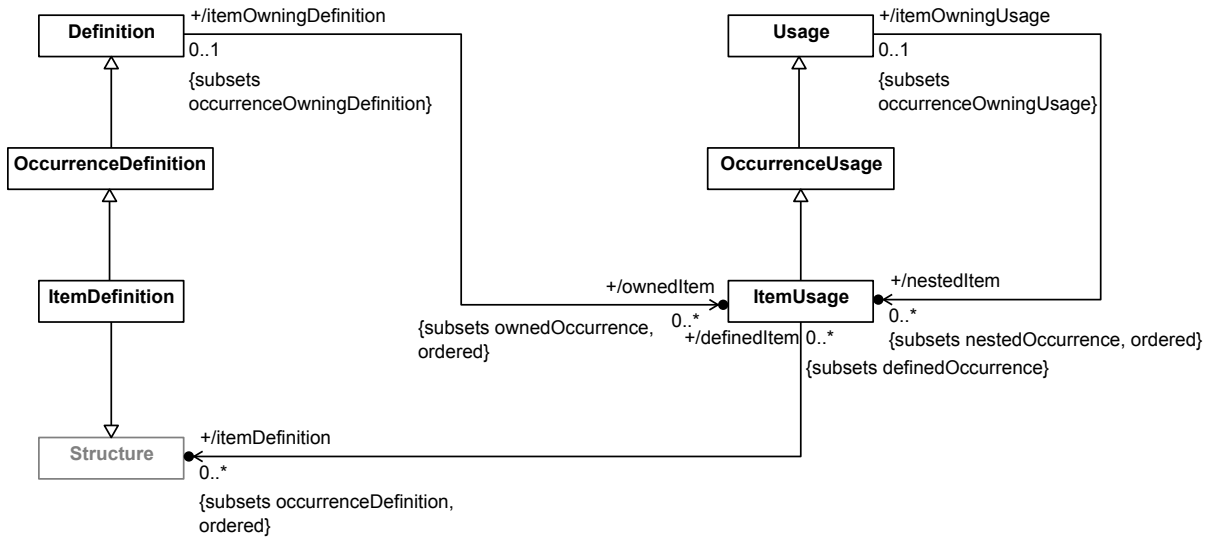 +/itemOwningDefinition
Definition
0..1
{subsets
occurrenceOwningDefinition}
+/itemOwningUsage
Usage
0..1
{subsets
occurrenceOwningUsage}
OccurrenceDefinition
OccurrenceUsage
ItemDefinition
+/ownedItem
0..*
{subsets ownedOccurrence,
ordered}
ItemUsage
+/nestedItem
0..*
{subsets nestedOccurrence, ordered}
+/definedItem
0..*
{subsets definedOccurrence}
Structure
+/itemDefinition
0..*
{subsets occurrenceDefinition,
ordered}